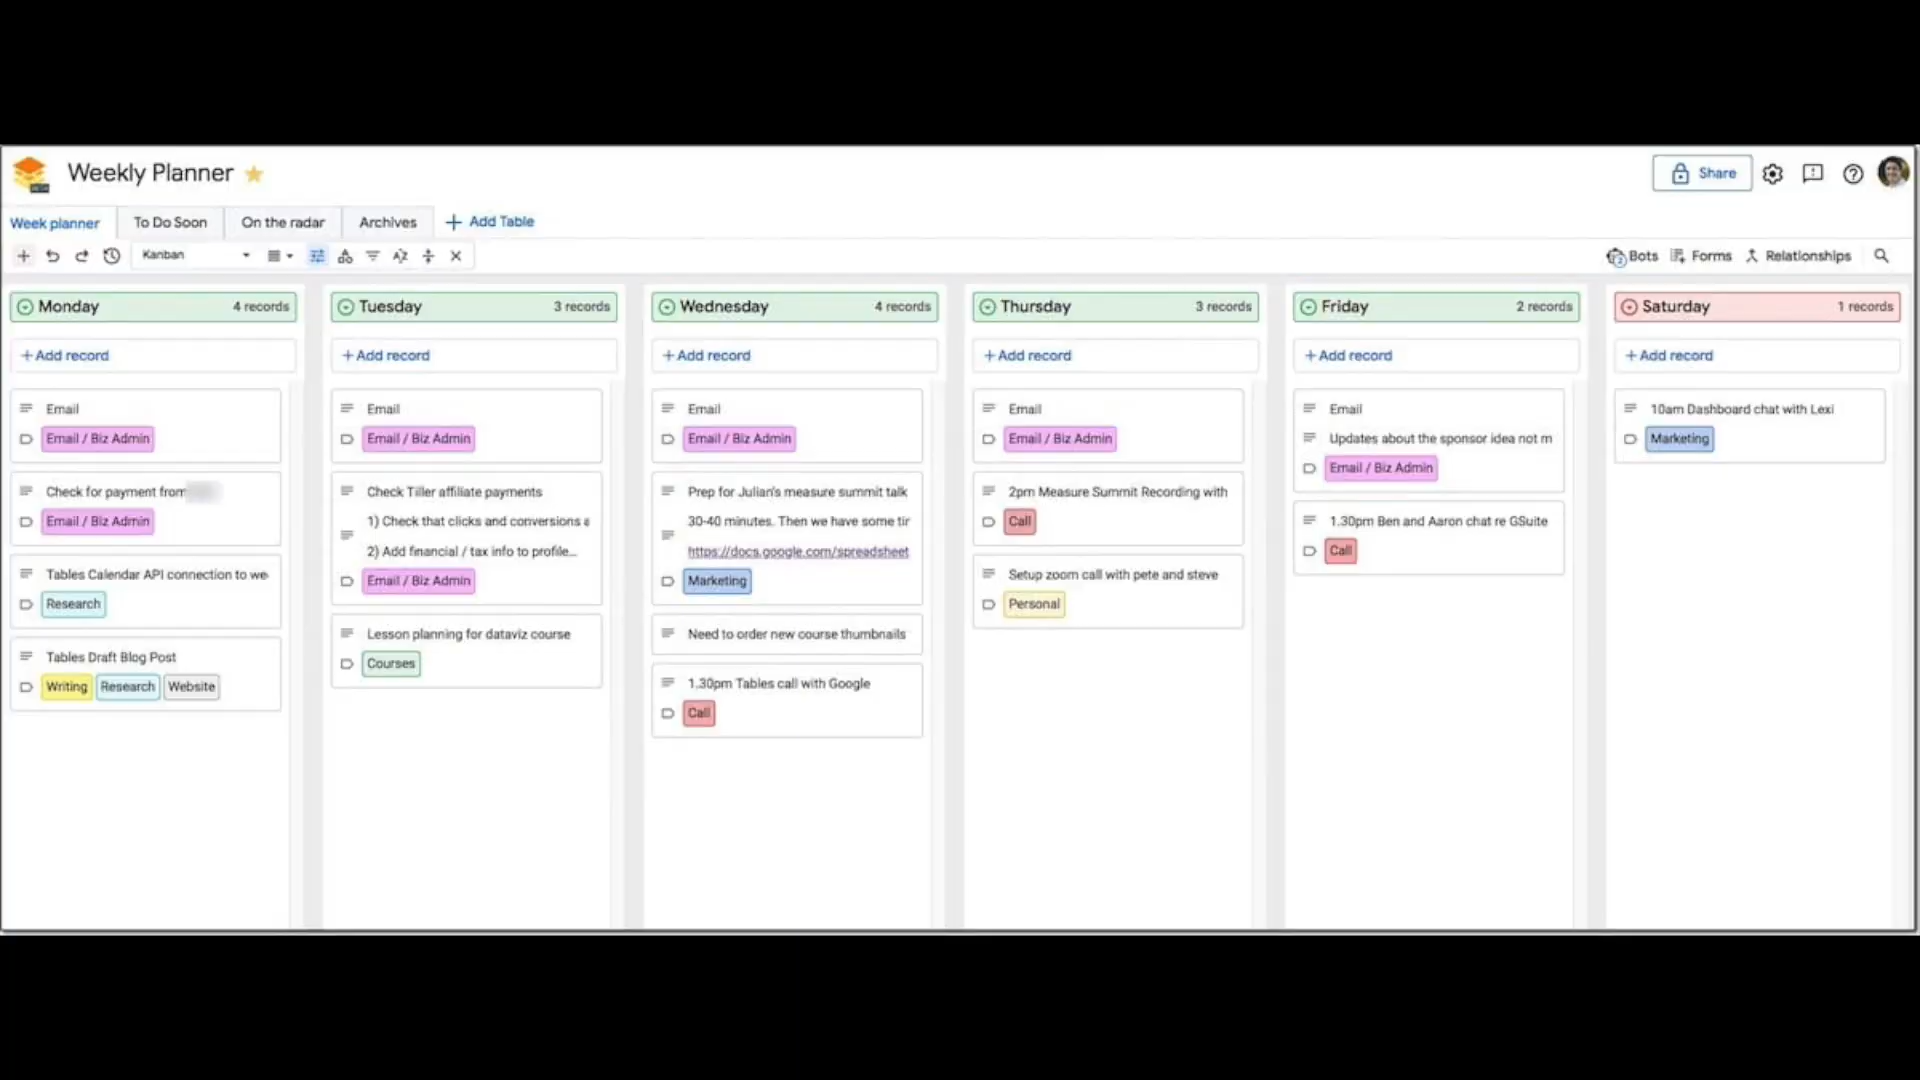 Weekly Planner
Share
Week planner
To Do Soon
On the radar
Archives
Add Table
Kanban
Bots
Forms
Relationships
Monday 4 records
+ Add record
Email
Email / Biz Admin
Check for payment from
Email / Biz Admin
Tables Calendar API connection to we
Research
Tables Draft Blog Post
Writing Research Website
Tuesday 3 records
+ Add record
Email
Email / Biz Admin
Check Tiller affiliate payments
1) Check that clicks and conversions a
2) Add financial / tax info to profile...
Email / Biz Admin
Lesson planning for dataviz course
Courses
Wednesday 4 records
+ Add record
Email
Email / Biz Admin
Prep for Julian's measure summit talk
30-40 minutes. Then we have some tir
https://docs.google.com/spreadsheet
Marketing
Need to order new course thumbnails
1.30pm Tables call with Google
Call
Thursday 3 records
+ Add record
Email
Email / Biz Admin
2pm Measure Summit Recording with
Call
Setup zoom call with pete and steve
Personal
Friday 2 records
+ Add record
Email
Updates about the sponsor idea not m
Email / Biz Admin
1.30pm Ben and Aaron chat re GSuite
Call
Saturday 1 records
+ Add record
10am Dashboard chat with Lexi
Marketing